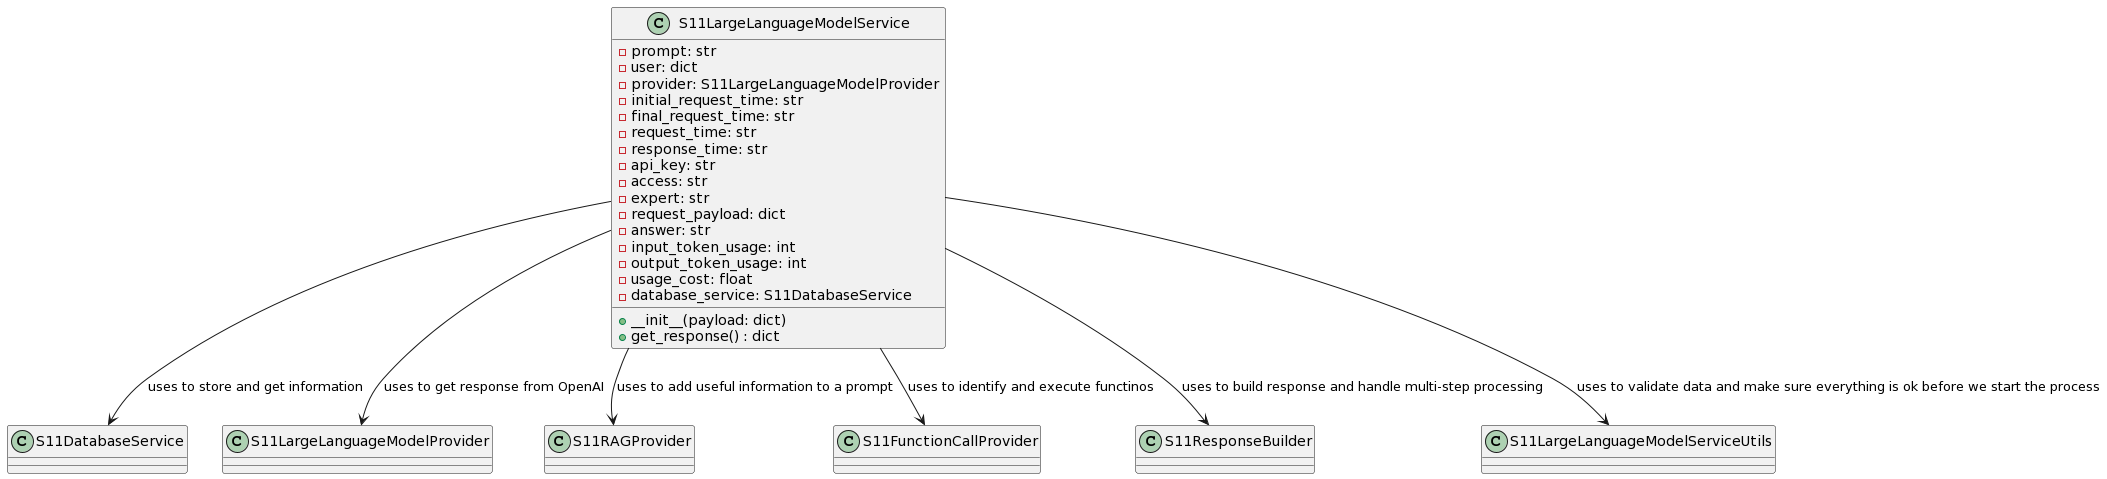 C S11LargeLanguageModelService
prompt: str
user: dict
provider: S11LargeLanguageModelProvider
initial_request_time: str
final_request_time: str
request_time: str
response_time: str
api_key: str
access: str
expert: str
request_payload: dict
answer: str
input_token_usage: int
output_token_usage: int
usage_cost: float
database_service: S11DatabaseService
__init__(payload: dict)
get_response() : dict
uses to store and get information
uses to get response from OpenAI
uses to add useful information to a prompt
uses to identify and execute functinos
uses to build response and handle multi-step processing
uses to validate data and make sure everything is ok before we start the process
C S11DatabaseService
C S11LargeLanguageModelProvider
C S11RAGProvider
C S11FunctionCallProvider
C S11ResponseBuilder
C S11LargeLanguageModelServiceUtils